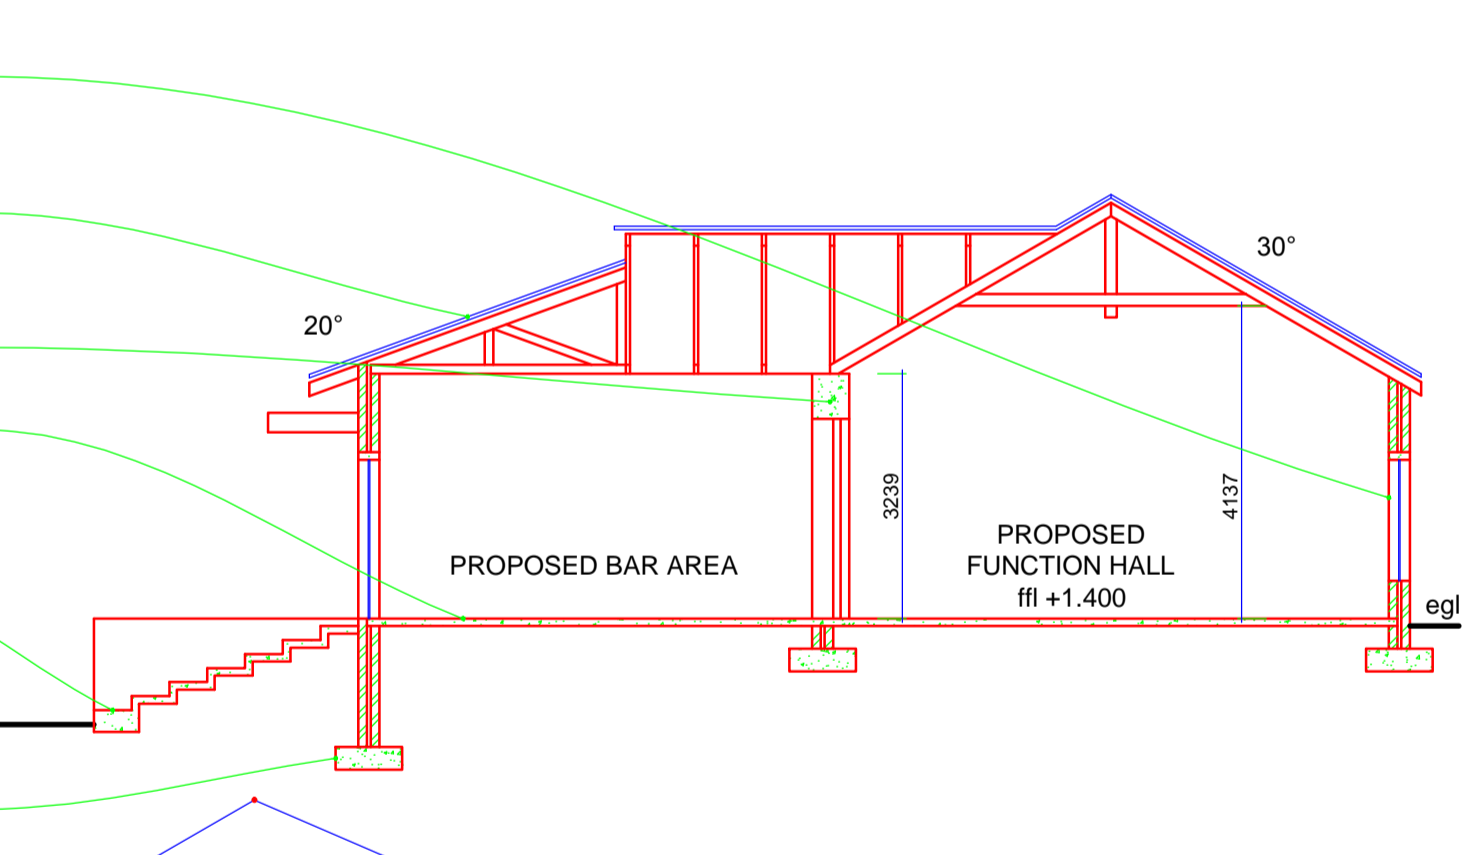 30°
20°
3239
4137
PROPOSED BAR AREA
PROPOSED
FUNCTION HALL
ffl +1.400
egl